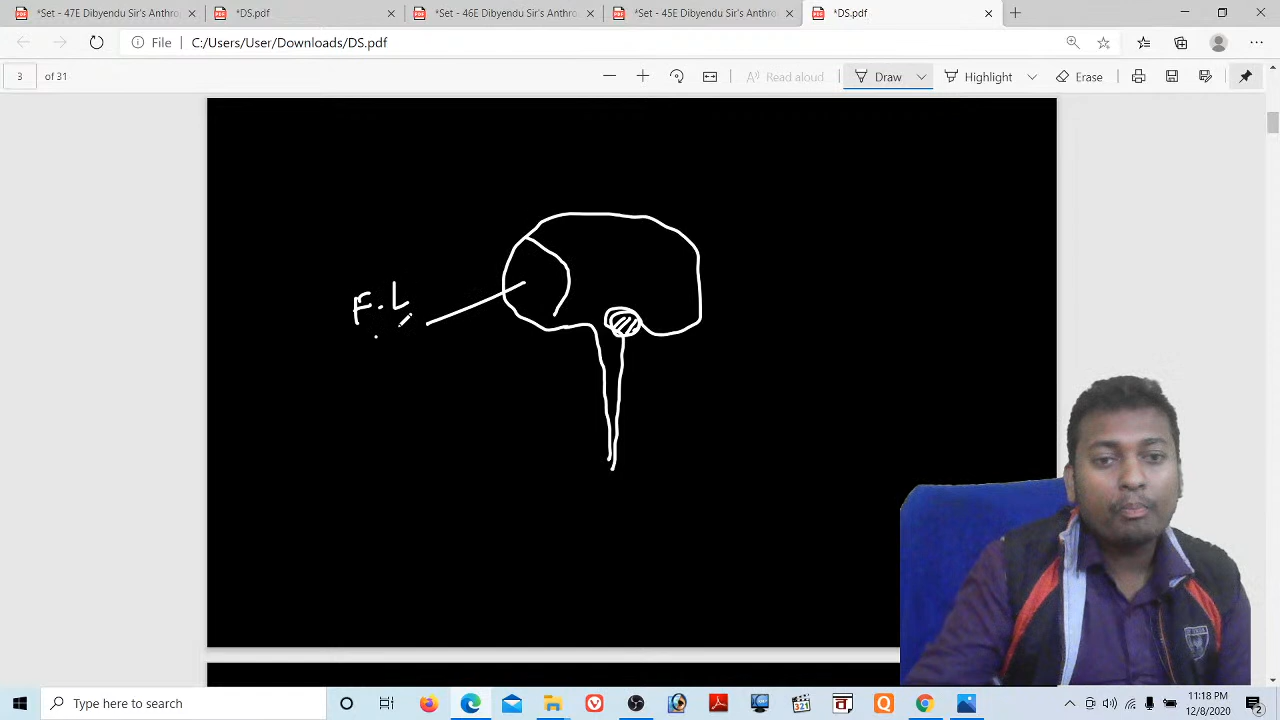 *Set - 47E Dibyendu Sir's Anthro
*DS.pdf
*Set - 46E Dibyendu Sir's Anthro
*Set - 45E Dibyendu Sir's Anthro
*DS.pdf
File C:/Users/User/Downloads/DS.pdf
3 of 31
Read aloud
Draw
Highlight
Erase
F.L
Type here to search
321
Q
11:18 PM
12/8/2020
2